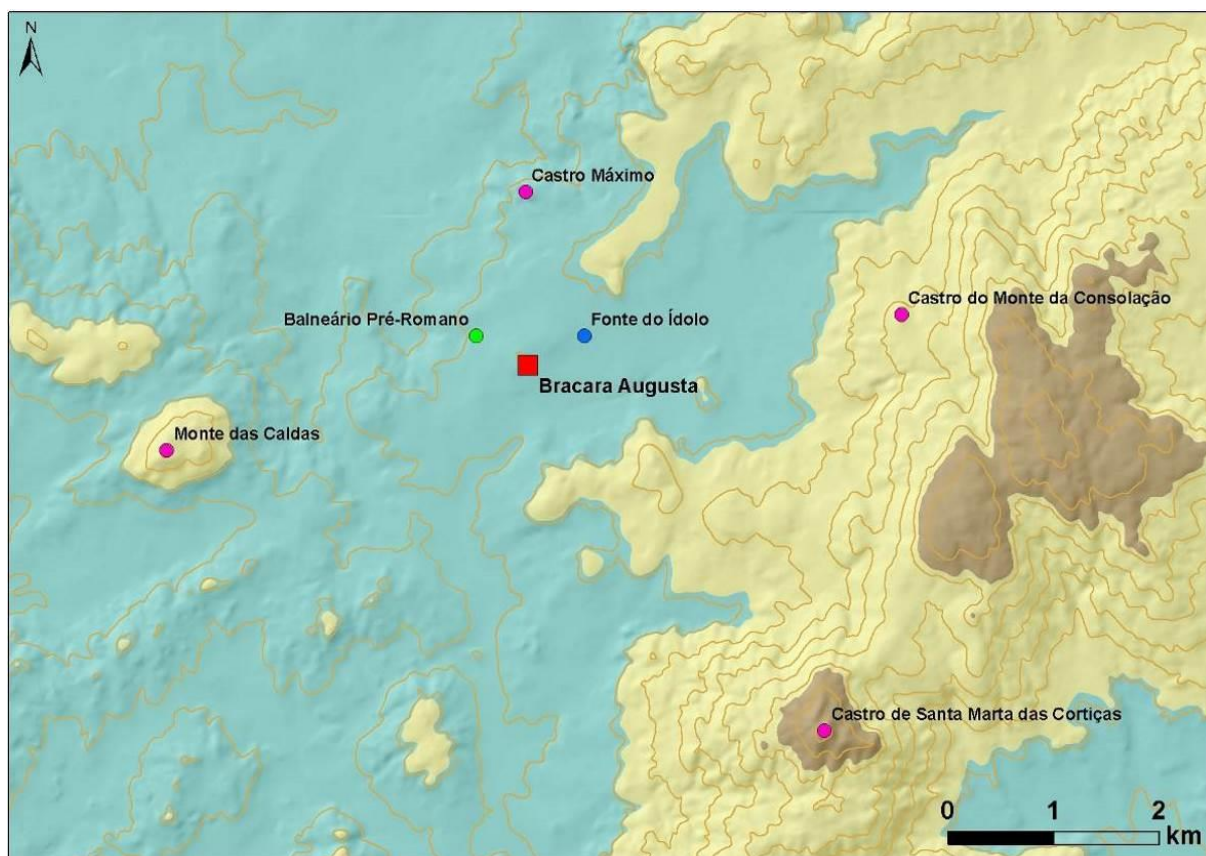 N
Castro Máximo
Castro do Monte da Consolação
Balneário Pré-Romano
Fonte do Ídolo
Bracara Augusta
Monte das Caldas
Castro de Santa Marta das Cortiças
0 1 2
km